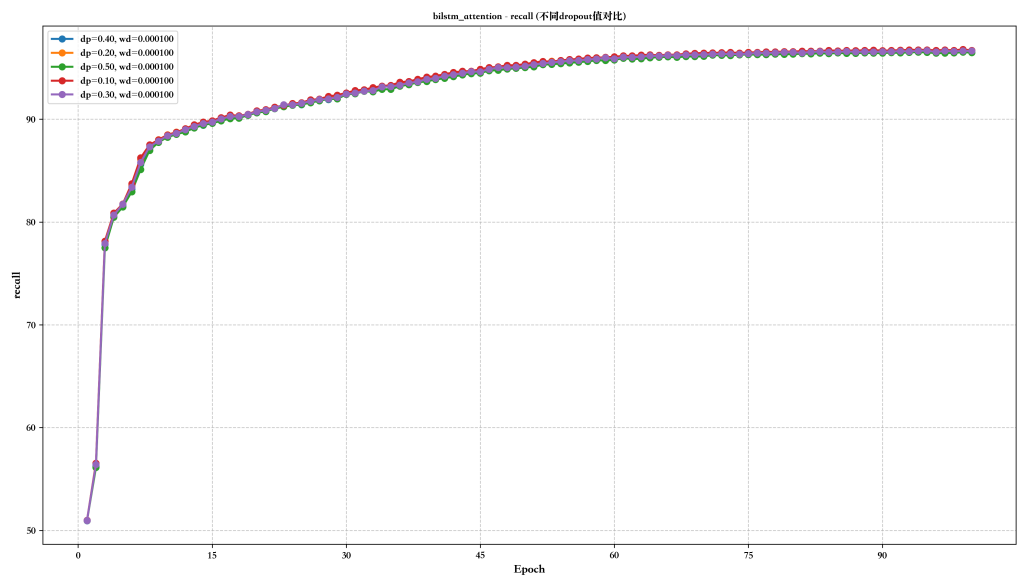 bilstm_attention - recall (不同dropout值对比)
dp=0.40, wd=0.000100
dp=0.20, wd=0.000100
dp=0.50, wd=0.000100
dp=0.10, wd=0.000100
dp=0.30, wd=0.000100
90
80
70
60
50
recall
0 15 30 45 60 75 90
Epoch